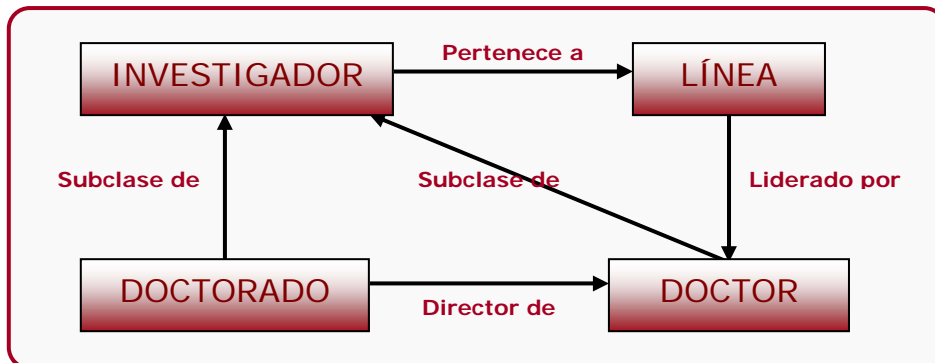 Pertenece a
INVESTIGADOR
LÍNEA
Subclase de
Subclase de
Liderado por
DOCTORADO
DOCTOR
Director de